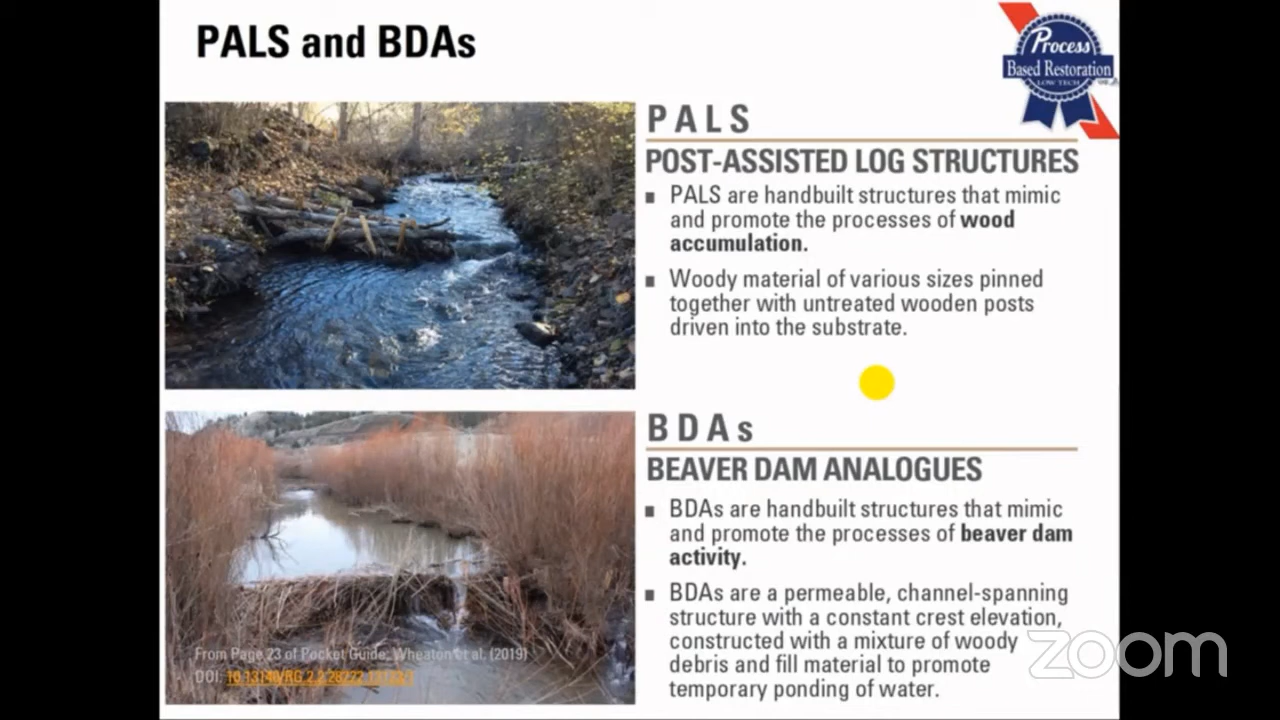 PALS and BDAs
Process
Based Restoration
LOW TECH
PALS
POST-ASSISTED LOG STRUCTURES
▪ PALS are handbuilt structures that mimic
and promote the processes of wood
accumulation.
▪ Woody material of various sizes pinned
together with untreated wooden posts
driven into the substrate.
BDAs
BEAVER DAM ANALOGUES
▪ BDAs are handbuilt structures that mimic
and promote the processes of beaver dam
activity.
▪ BDAs are a permeable, channel-spanning
structure with a constant crest elevation,
constructed with a mixture of woody
debris and fill material to promote
temporary ponding of water.
From Page 23 of Pocket Guide: Wheaton et al. (2019)
DOI:
zoom